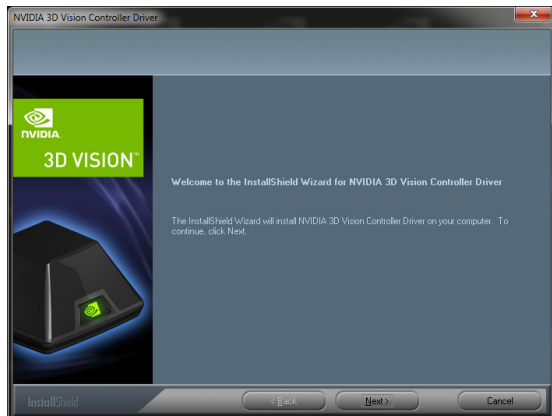 NVIDIA 3D Vision Controller Driver
NVIDIA.
3D VISION™
Welcome to the InstallShield Wizard for NVIDIA 3D Vision Controller Driver
The InstallShield Wizard will install NVIDIA 3D Vision Controller Driver on your computer. To
continue, click Next.
InstallShield
< Back
Next >
Cancel